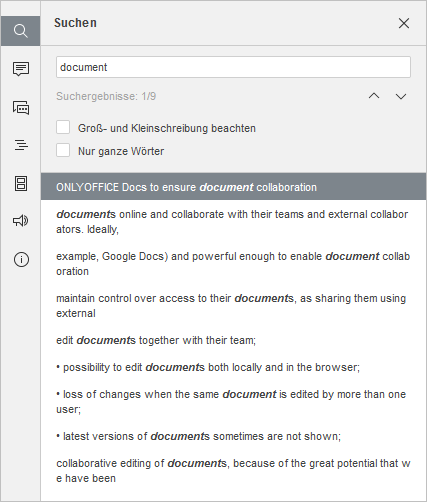 Suchen
document
Suchergebnisse: 1/9
Groß- und Kleinschreibung beachten
Nur ganze Wörter
ONLYOFFICE Docs to ensure document collaboration
documents online and collaborate with their teams and external collabor
ators. Ideally,
example, Google Docs) and powerful enough to enable document collab
oration
maintain control over access to their documents, as sharing them using
external
edit documents together with their team;
• possibility to edit documents both locally and in the browser;
• loss of changes when the same document is edited by more than one
user;
• latest versions of documents sometimes are not shown;
collaborative editing of documents, because of the great potential that w
e have been